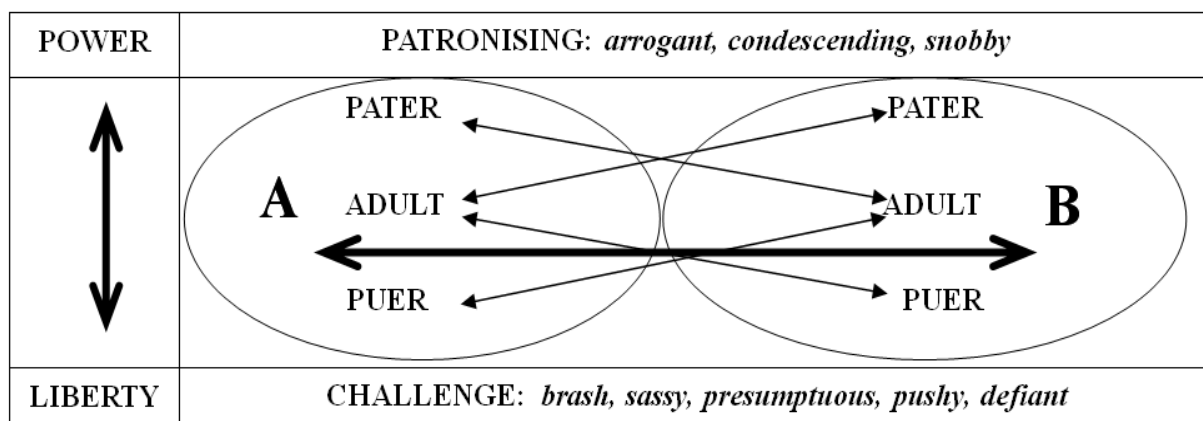 POWER PATRONISING: arrogant, condescending, snobby
PATER PATER
A ADULT ADULT B
PUER PUER
LIBERTY CHALLENGE: brash, sassy, presumptuous, pushy, defiant